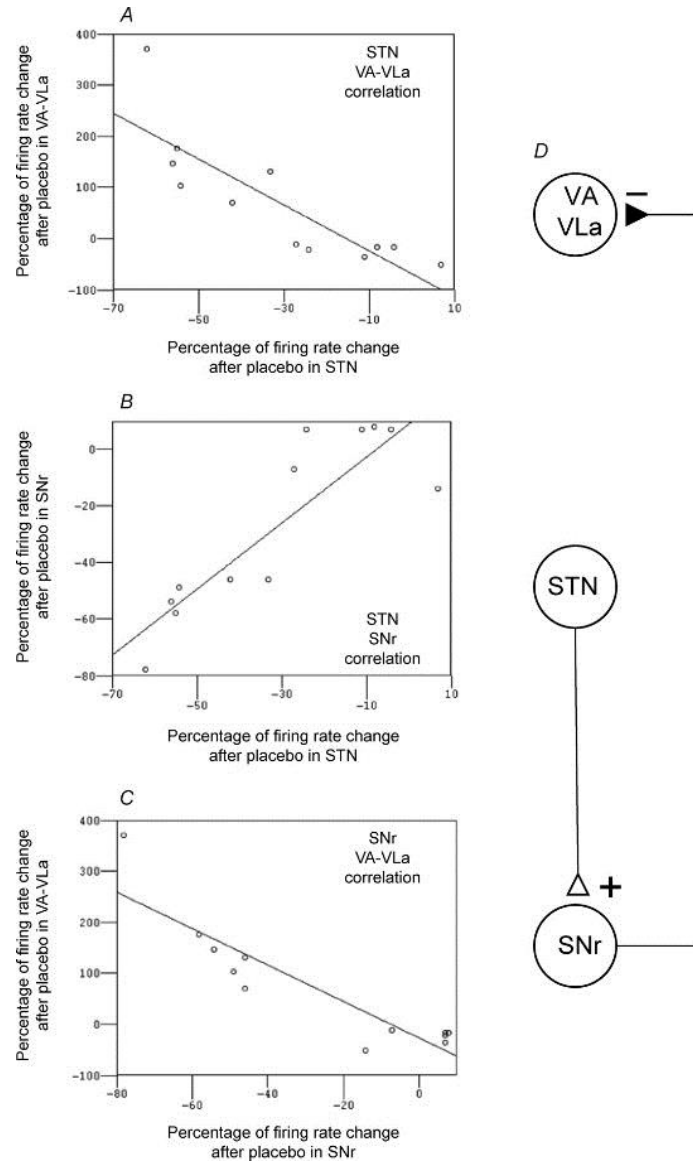 A
400
300
200
100
0
−100
Percentage of firing rate change
after placebo in VA-VLa
STN
VA-VLa
correlation
−70
−50
−30
−10
10
Percentage of firing rate change
after placebo in STN
B
0
−20
−40
−60
−80
Percentage of firing rate change
after placebo in SNr
STN
SNr
correlation
−70
−50
−30
−10
10
Percentage of firing rate change
after placebo in STN
C
400
300
200
100
0
−100
Percentage of firing rate change
after placebo in VA-VLa
SNr
VA-VLa
correlation
−80
−60
−40
−20
0
Percentage of firing rate change
after placebo in SNr
D
VA
VLa
−
STN
+
SNr